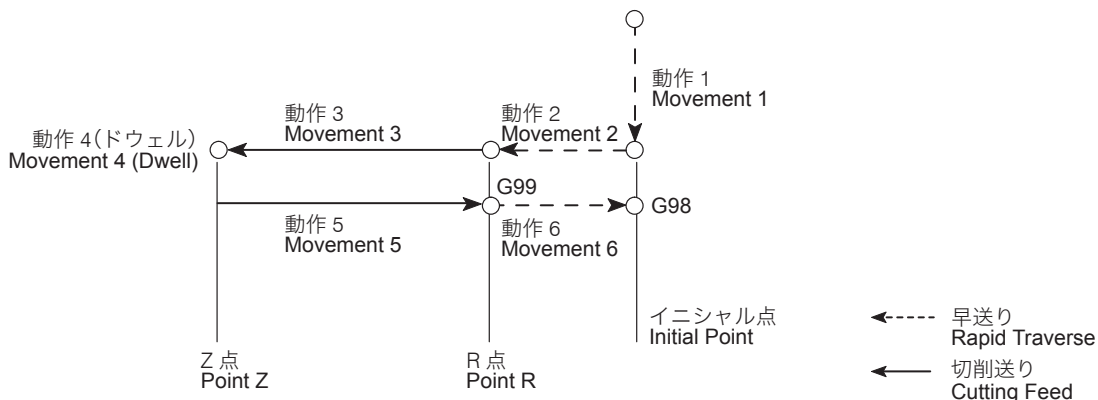 動作 1
Movement 1
動作 3
Movement 3
動作 2
Movement 2
動作 4(ドウェル)
Movement 4 (Dwell)
G99
G98
動作 5
Movement 5
動作 6
Movement 6
イニシャル点
Initial Point
Z 点
Point Z
R 点
Point R
早送り
Rapid Traverse
切削送り
Cutting Feed